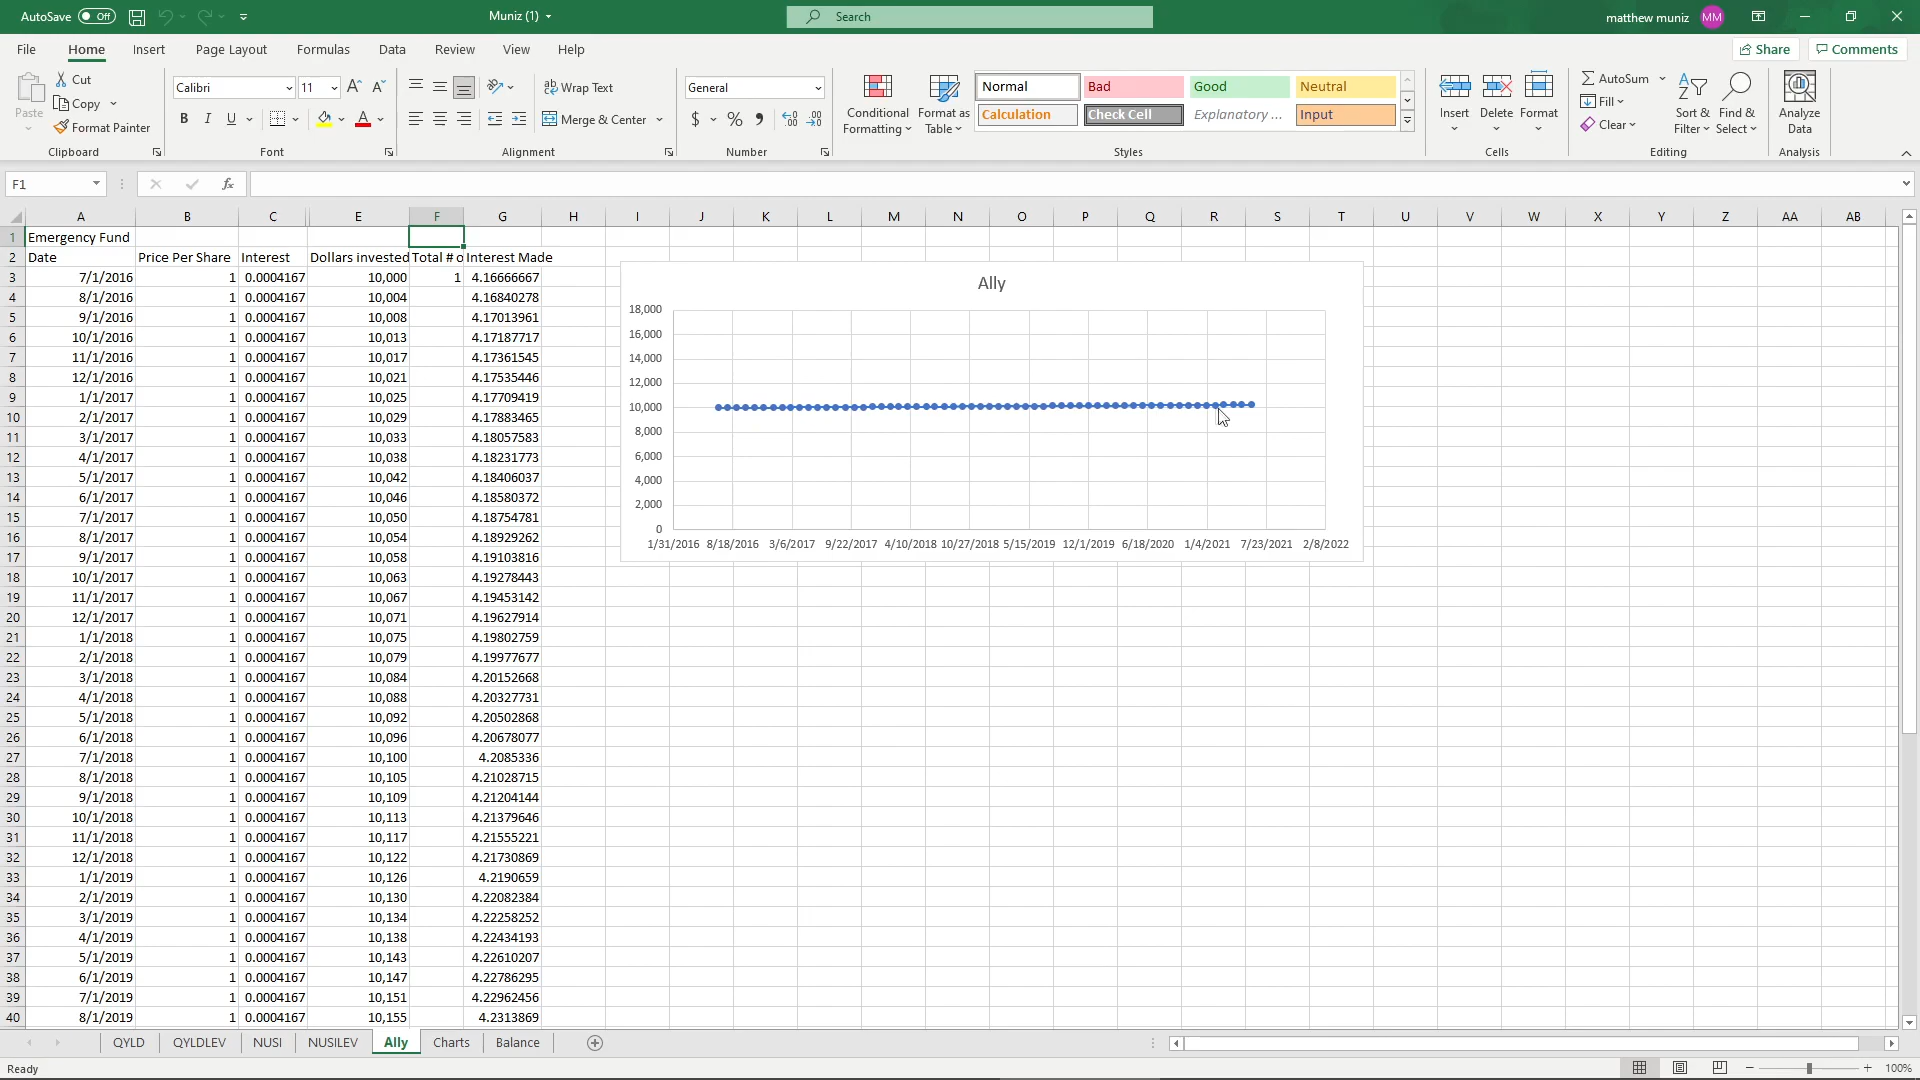 AutoSave Off Muniz (1) Search matthew muniz MM
File Home Insert Page Layout Formulas Data Review View Help Share Comments
Paste Cut Copy Format Painter Clipboard
Calibri 11 B I U A Font
Wrap Text Merge & Center Alignment
General $ % Number
Conditional Formatting Format as Table
Normal Bad Good Neutral
Calculation Check Cell Explanatory ... Input
Styles
Insert Delete Format Cells
AutoSum Fill Clear Sort & Filter Find & Select Editing
Analyze Data Analysis
F1 fx
A B C E F G H I J K L M N O P Q R S T U V W X Y Z AA AB
1 Emergency Fund
2 Date Price Per Share Interest Dollars invested Total # o Interest Made
3 7/1/2016 1 0.0004167 10,000 1 4.16666667
4 8/1/2016 1 0.0004167 10,004 4.16840278
5 9/1/2016 1 0.0004167 10,008 4.17013961
6 10/1/2016 1 0.0004167 10,013 4.17187717
7 11/1/2016 1 0.0004167 10,017 4.17361545
8 12/1/2016 1 0.0004167 10,021 4.17535446
9 1/1/2017 1 0.0004167 10,025 4.17709419
10 2/1/2017 1 0.0004167 10,029 4.17883465
11 3/1/2017 1 0.0004167 10,033 4.18057583
12 4/1/2017 1 0.0004167 10,038 4.18231773
13 5/1/2017 1 0.0004167 10,042 4.18406037
14 6/1/2017 1 0.0004167 10,046 4.18580372
15 7/1/2017 1 0.0004167 10,050 4.18754781
16 8/1/2017 1 0.0004167 10,054 4.18929262
17 9/1/2017 1 0.0004167 10,058 4.19103816
18 10/1/2017 1 0.0004167 10,063 4.19278443
19 11/1/2017 1 0.0004167 10,067 4.19453142
20 12/1/2017 1 0.0004167 10,071 4.19627914
21 1/1/2018 1 0.0004167 10,075 4.19802759
22 2/1/2018 1 0.0004167 10,079 4.19977677
23 3/1/2018 1 0.0004167 10,084 4.20152668
24 4/1/2018 1 0.0004167 10,088 4.20327731
25 5/1/2018 1 0.0004167 10,092 4.20502868
26 6/1/2018 1 0.0004167 10,096 4.20678077
27 7/1/2018 1 0.0004167 10,100 4.2085336
28 8/1/2018 1 0.0004167 10,105 4.21028715
29 9/1/2018 1 0.0004167 10,109 4.21204144
30 10/1/2018 1 0.0004167 10,113 4.21379646
31 11/1/2018 1 0.0004167 10,117 4.21555221
32 12/1/2018 1 0.0004167 10,122 4.21730869
33 1/1/2019 1 0.0004167 10,126 4.2190659
34 2/1/2019 1 0.0004167 10,130 4.22082384
35 3/1/2019 1 0.0004167 10,134 4.22258252
36 4/1/2019 1 0.0004167 10,138 4.22434193
37 5/1/2019 1 0.0004167 10,143 4.22610207
38 6/1/2019 1 0.0004167 10,147 4.22786295
39 7/1/2019 1 0.0004167 10,151 4.22962456
40 8/1/2019 1 0.0004167 10,155 4.2313869
Ally
18,000
16,000
14,000
12,000
10,000
8,000
6,000
4,000
2,000
0
1/31/2016 8/18/2016 3/6/2017 9/22/2017 4/10/2018 10/27/2018 5/15/2019 12/1/2019 6/18/2020 1/4/2021 7/23/2021 2/8/2022
QYLD QYLDLEV NUSI NUSILEV Ally Charts Balance
Ready 100%